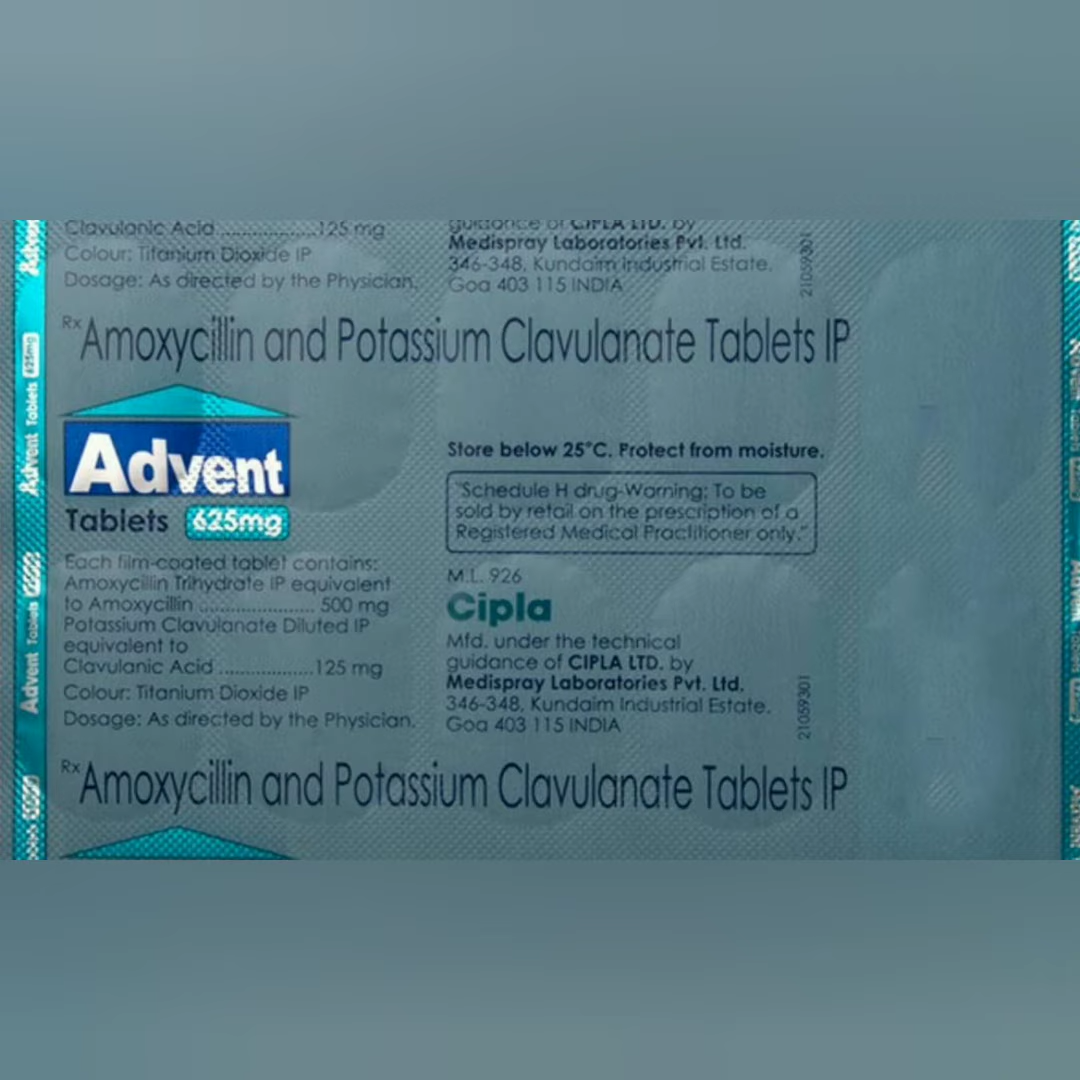 Clavulanic Acid ..................125 mg
Colour: Titanium Dioxide IP
Dosage: As directed by the Physician.
guidance of CIPLA LTD. by
Medispray Laboratories Pvt. Ltd.
346-348, Kundaim Industrial Estate.
Goa 403 115 INDIA
21059301
Rx Amoxycillin and Potassium Clavulanate Tablets IP
Advent
Tablets 625mg
Each film-coated tablet contains:
Amoxycillin Trihydrate IP equivalent
to Amoxycillin ...................... 500 mg
Potassium Clavulanate Diluted IP
equivalent to
Clavulanic Acid ..................125 mg
Colour: Titanium Dioxide IP
Dosage: As directed by the Physician.
Store below 25°C. Protect from moisture.
"Schedule H drug-Warning: To be
sold by retail on the prescription of a
Registered Medical Practitioner only."
M.L. 926
Cipla
Mfd. under the technical
guidance of CIPLA LTD. by
Medispray Laboratories Pvt. Ltd.
346-348, Kundaim Industrial Estate.
Goa 403 115 INDIA
21059301
Rx Amoxycillin and Potassium Clavulanate Tablets IP
Advent
Advent Tablets 625mg
Advent Tablets